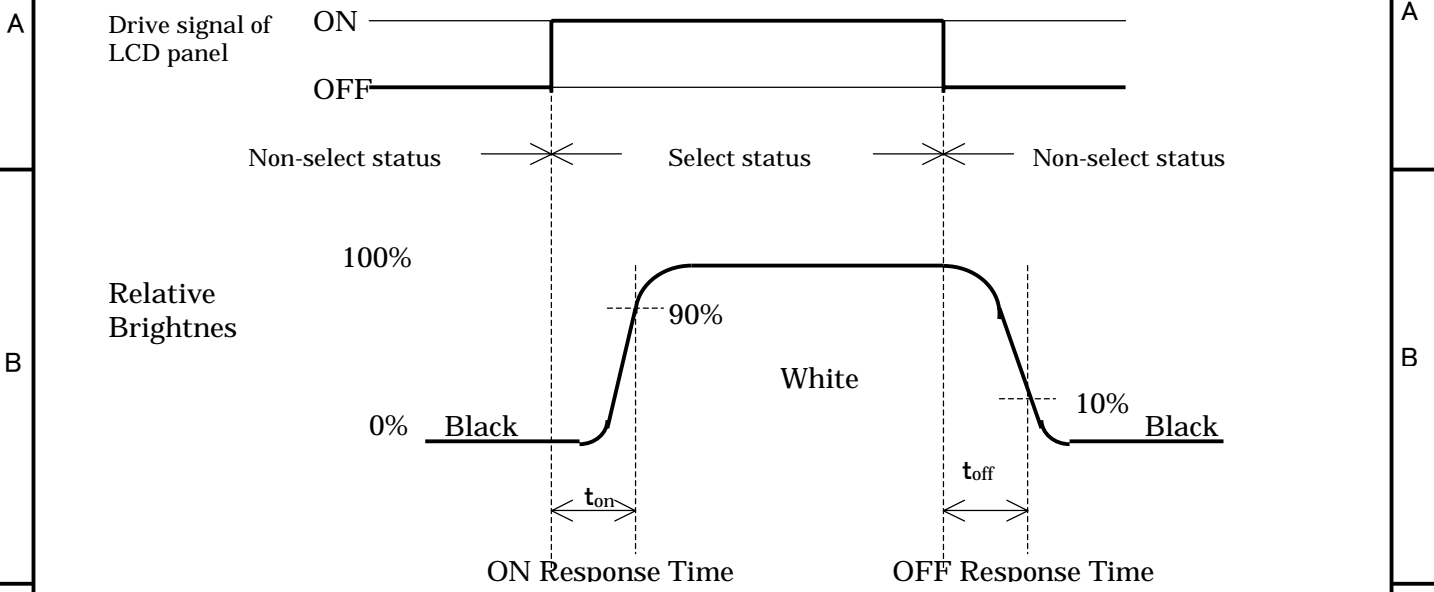 A
A
Drive signal of
LCD panel
ON
OFF
Non-select status
Select status
Non-select status
100%
Relative
Brightnes
90%
White
B
B
0%
Black
10%
Black
ton
toff
ON Response Time
OFF Response Time